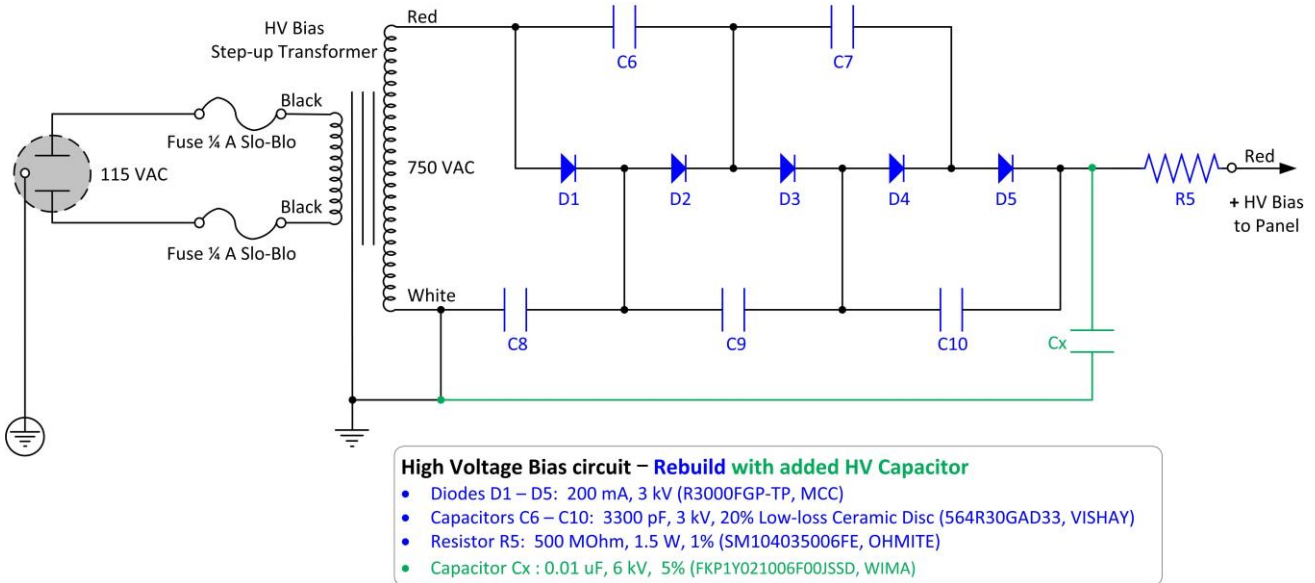 HV Bias
Step-up Transformer
Red
C6
C7
Black
Fuse ¼ A Slo-Blo
115 VAC
750 VAC
Red
D1
D2
D3
D4
D5
R5
+ HV Bias
to Panel
Black
Fuse ¼ A Slo-Blo
White
C8
C9
C10
Cx
High Voltage Bias circuit – Rebuild with added HV Capacitor
• Diodes D1 – D5: 200 mA, 3 kV (R3000FGP-TP, MCC)
• Capacitors C6 – C10: 3300 pF, 3 kV, 20% Low-loss Ceramic Disc (564R30GAD33, VISHAY)
• Resistor R5: 500 MOhm, 1.5 W, 1% (SM104035006FE, OHMITE)
• Capacitor Cx : 0.01 uF, 6 kV, 5% (FKP1Y021006F00JSSD, WIMA)